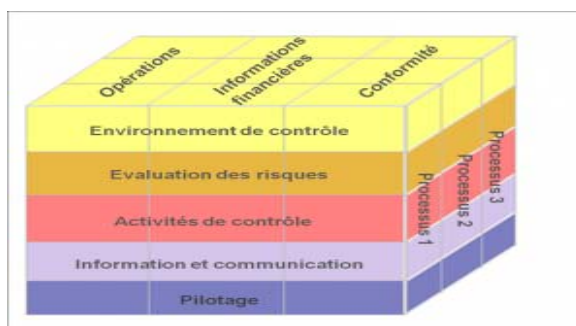 Opérations
Informations
financières
Conformité
Environnement de contrôle
Evaluation des risques
Activités de contrôle
Information et communication
Pilotage
Processus 1
Processus 2
Processus 3